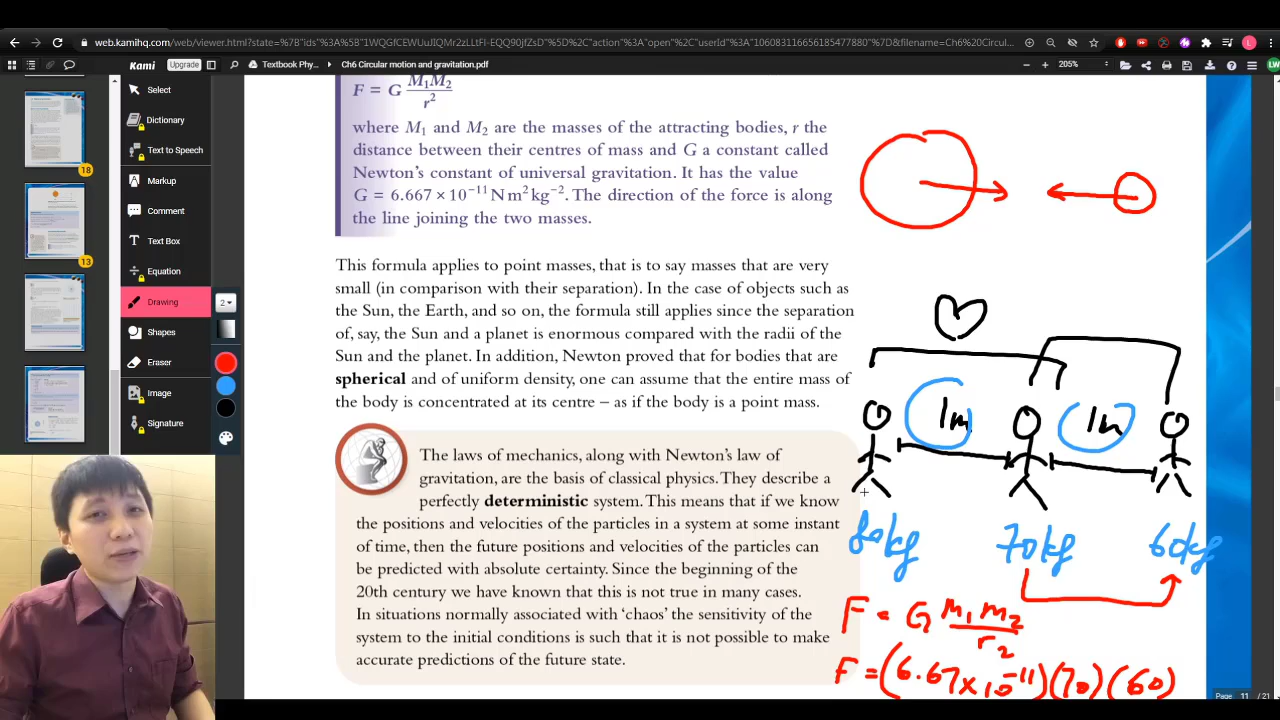 web.kamihq.com/web/viewer.html?state=%7B"ids"%3A%5B"1WQGfCEWUuJIQMr2zLLtFI-EQQ90jfZsD"%5D%2C"action"%3A"open"%2C"userId"%3A"106083116656185477880"%7D&filename=Ch6%20Circul...
Kami
Upgrade
Textbook Phy...
Ch6 Circular motion and gravitation.pdf
205%
LW
Select
Dictionary
Text to Speech
Markup
Comment
Text Box
Equation
Drawing
2
Shapes
Eraser
Image
Signature
18
13
F = G M₁M₂/r²
where M₁ and M₂ are the masses of the attracting bodies, r the
distance between their centres of mass and G a constant called
Newton's constant of universal gravitation. It has the value
G = 6.667 × 10⁻¹¹ N m² kg⁻². The direction of the force is along
the line joining the two masses.
This formula applies to point masses, that is to say masses that are very
small (in comparison with their separation). In the case of objects such as
the Sun, the Earth, and so on, the formula still applies since the separation
of, say, the Sun and a planet is enormous compared with the radii of the
Sun and the planet. In addition, Newton proved that for bodies that are
spherical and of uniform density, one can assume that the entire mass of
the body is concentrated at its centre – as if the body is a point mass.
The laws of mechanics, along with Newton's law of
gravitation, are the basis of classical physics. They describe a
perfectly deterministic system. This means that if we know
the positions and velocities of the particles in a system at some instant
of time, then the future positions and velocities of the particles can
be predicted with absolute certainty. Since the beginning of the
20th century we have known that this is not true in many cases.
In situations normally associated with 'chaos' the sensitivity of the
system to the initial conditions is such that it is not possible to make
accurate predictions of the future state.
1m
1m
80kg
70kg
60kg
F = G M₁M₂/r²
F = (6.67×10⁻¹¹)(70)(60)
Page 11 / 21